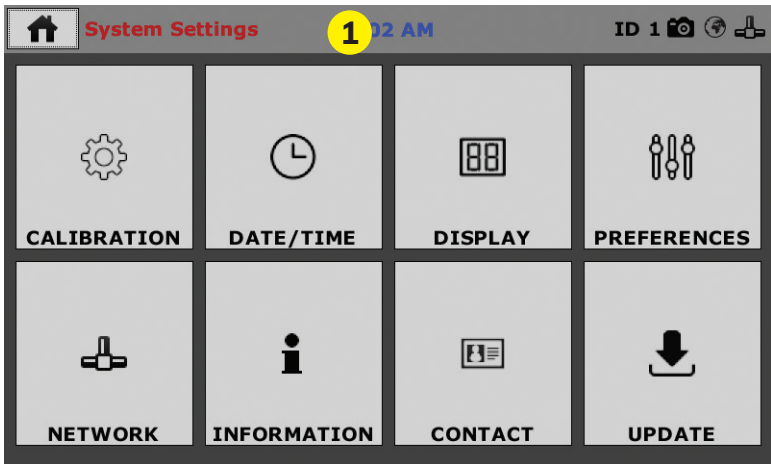 System Settings 1 02 AM ID 1
CALIBRATION DATE/TIME DISPLAY PREFERENCES
NETWORK INFORMATION CONTACT UPDATE